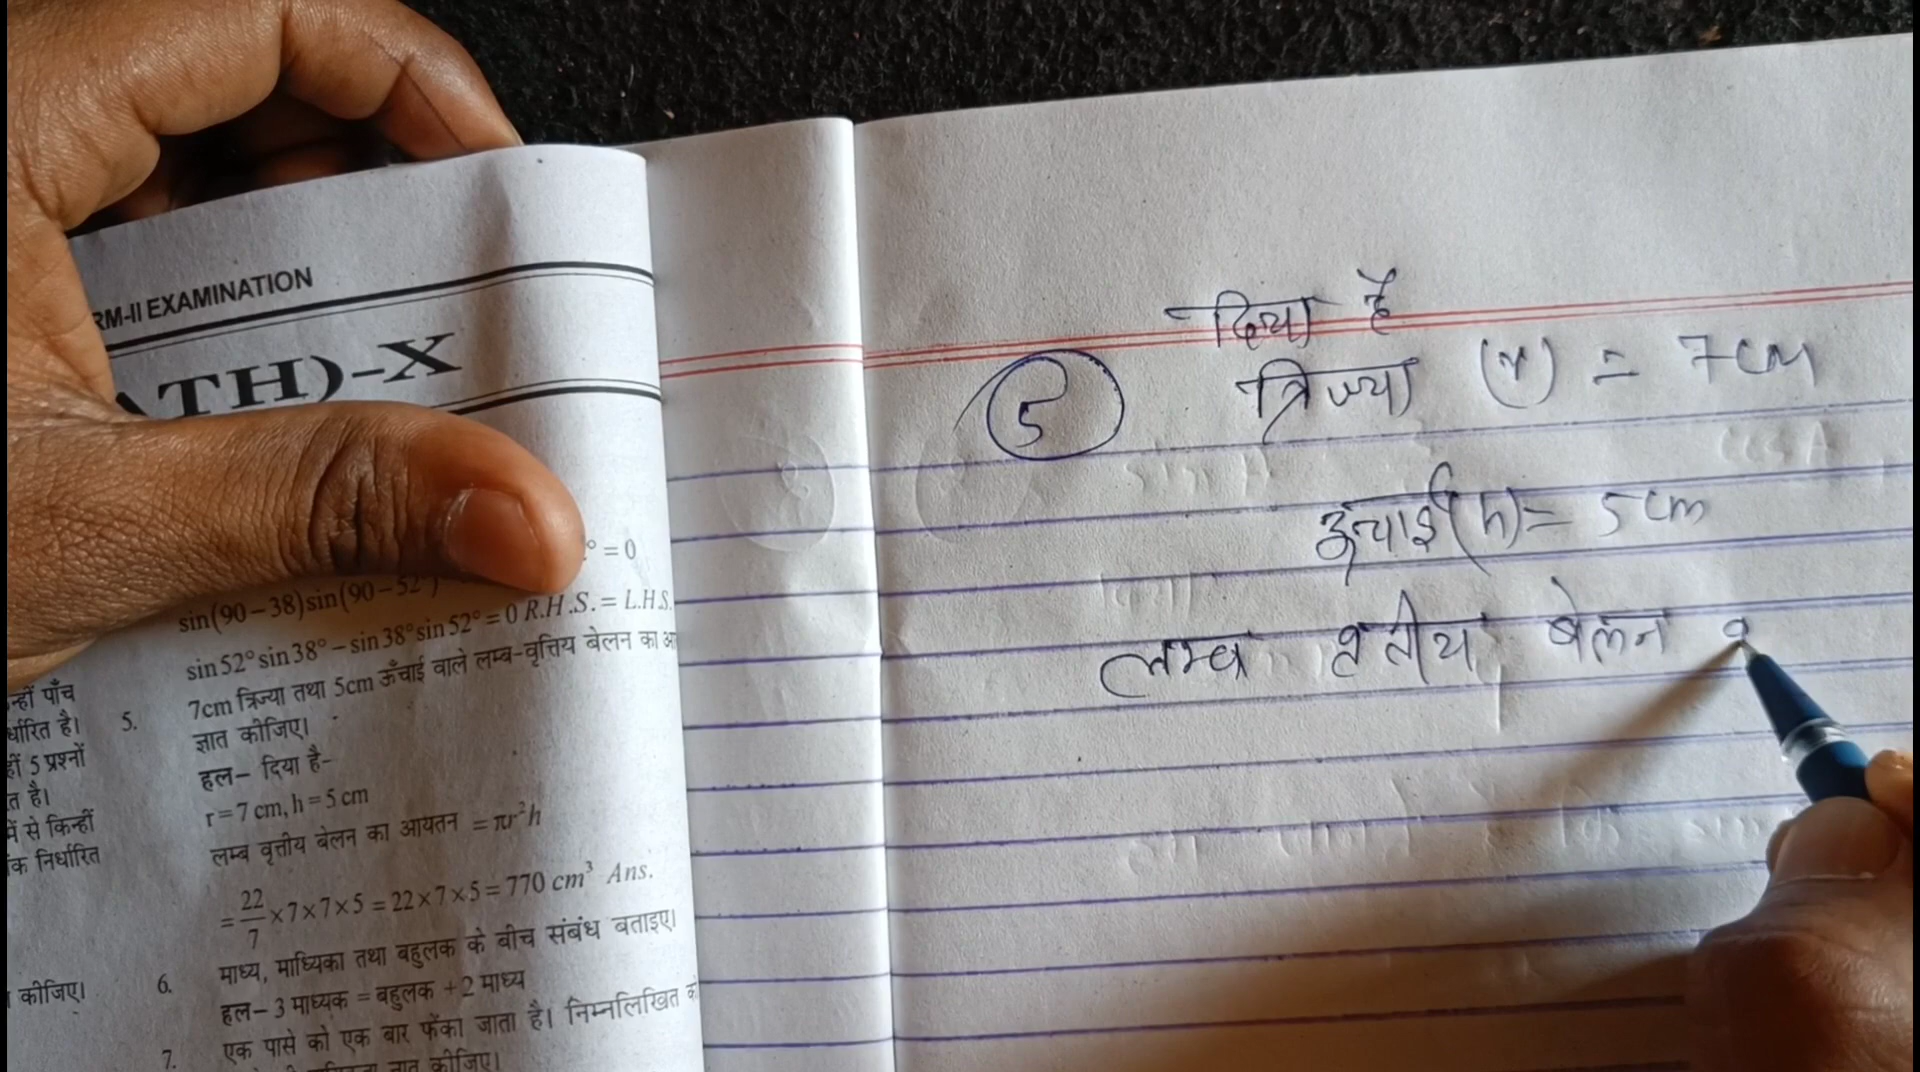 RM-II EXAMINATION
ATH)-X
° = 0
sin(90-38)sin(90-52°)
sin52°sin38°-sin38°sin52°=0 R.H.S.= L.H.S.
5. 7cm त्रिज्या तथा 5cm ऊँचाई वाले लम्ब-वृत्तिय बेलन का
ज्ञात कीजिए।
हल- दिया है-
r=7 cm, h=5 cm
लम्ब वृत्तीय बेलन का आयतन = πr²h
= 22/7 ×7×7×5 = 22×7×5 = 770 cm³ Ans.
6. माध्य, माध्यिका तथा बहुलक के बीच संबंध बताइए।
हल- 3 माध्यक = बहुलक + 2 माध्य
7. एक पासे को एक बार फेंका जाता है। निम्नलिखित
कीजिए।
न्हीं पाँच
र्धारित है।
हीं 5 प्रश्नों
त है।
में से किन्हीं
क निर्धारित
कीजिए।
दिया है
5 त्रिज्या (r) = 7cm
ऊंचाई (h) = 5cm
लम्ब वृतीय बेलन